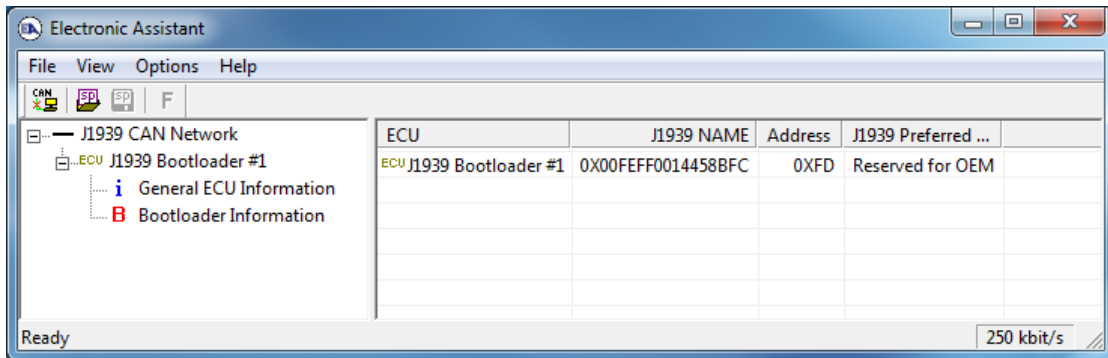 Electronic Assistant
File View Options Help
CAN SP SP F
J1939 CAN Network
ECU J1939 Bootloader #1
i General ECU Information
B Bootloader Information
ECU J1939 NAME Address J1939 Preferred ...
ECU J1939 Bootloader #1 0X00FEFF0014458BFC 0XFD Reserved for OEM
Ready 250 kbit/s